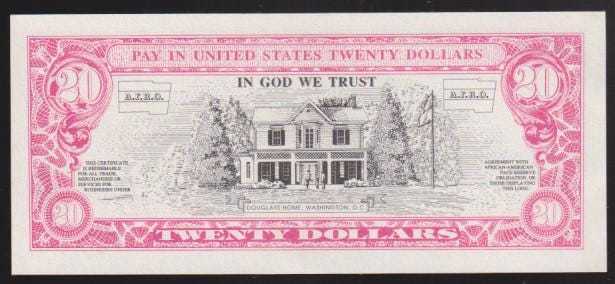 PAY IN UNITED STATES TWENTY DOLLARS
20
20
IN GOD WE TRUST
A.F.R.O.
A.F.R.O.
THIS CERTIFICATE
IS REDEEMABLE
FOR ALL TRADE,
MERCHANDISE OR
SERVICES FOR
BUSINESSES UNDER
AGREEMENT WITH
AFRICAN-AMERICAN
FACE RESERVE
OBLIGATION OR
THOSE DISPLAYING
THIS LOGO.
DOUGLASS HOME, WASHINGTON, D.C.
20
20
TWENTY DOLLARS